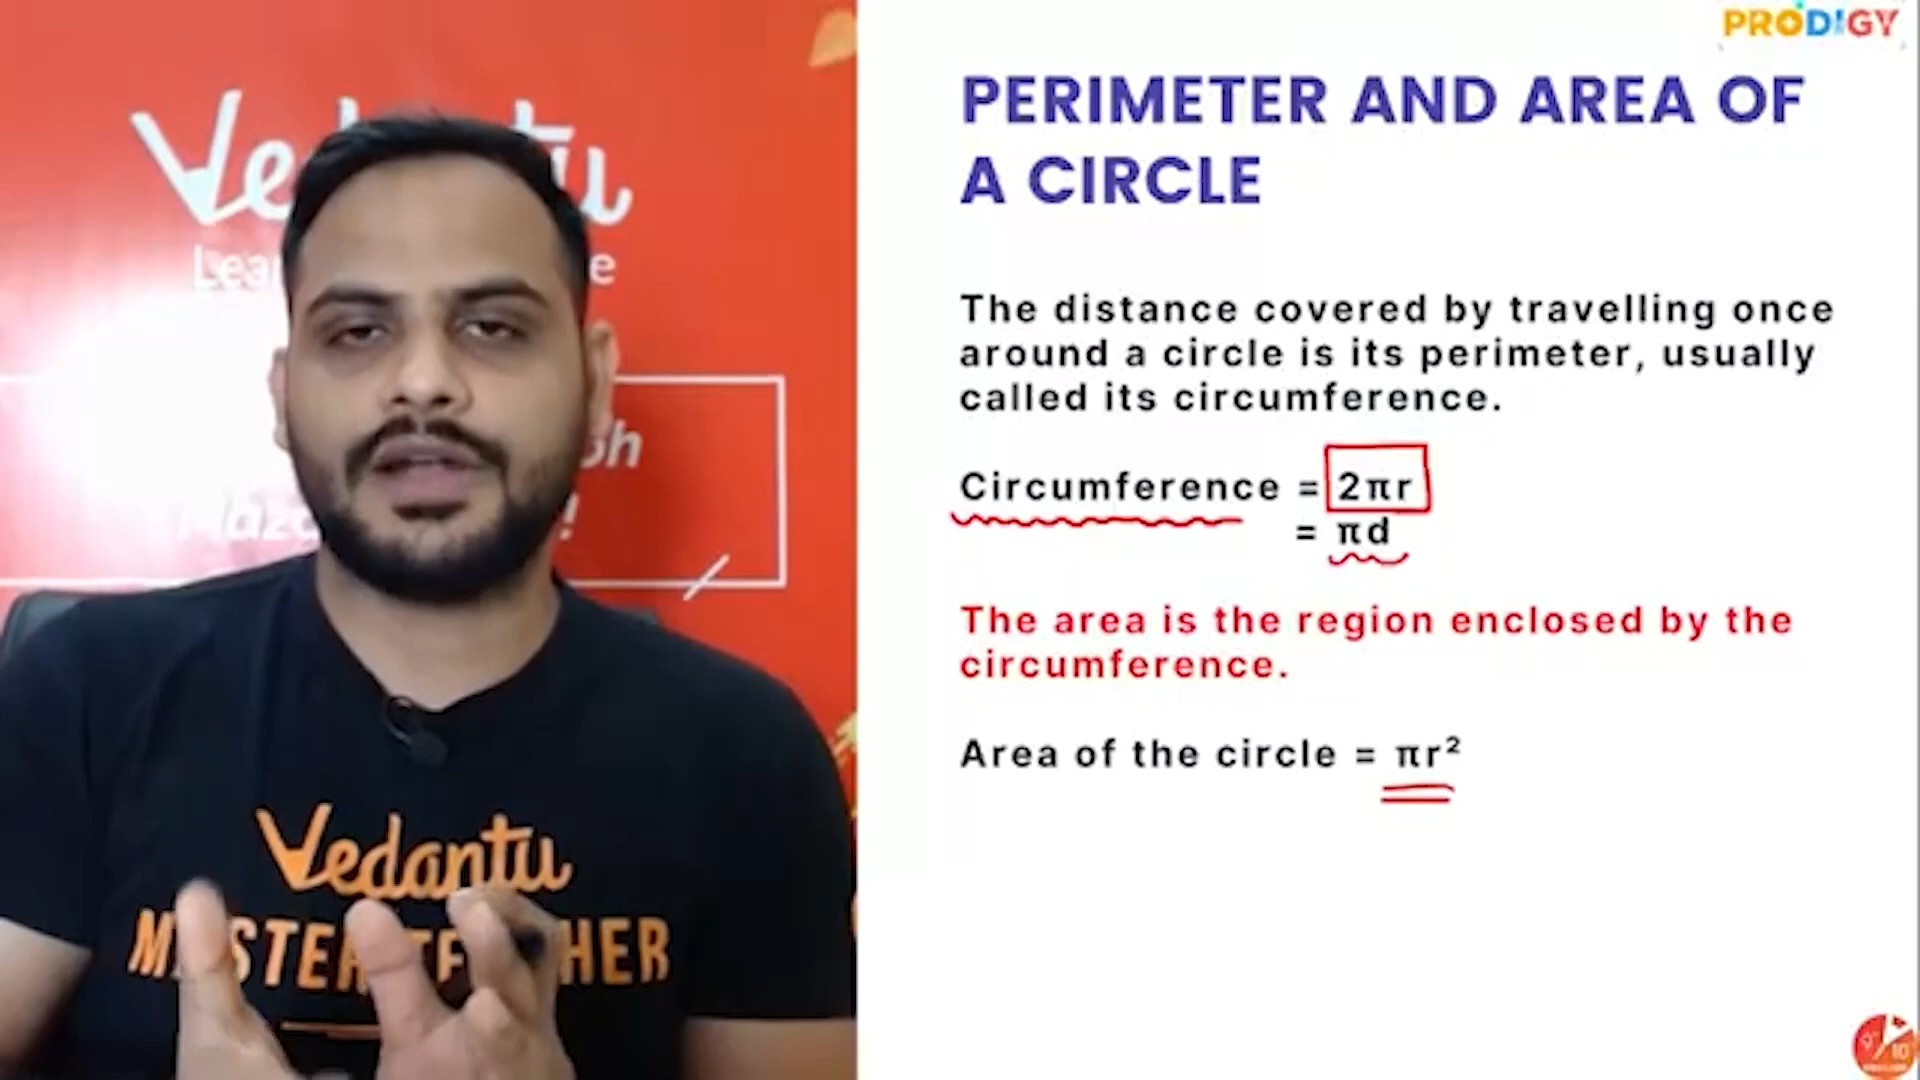 PRODIGY
PERIMETER AND AREA OF
A CIRCLE
The distance covered by travelling once
around a circle is its perimeter, usually
called its circumference.
Circumference = 2πr
= πd
The area is the region enclosed by the
circumference.
Area of the circle = πr²
Vedantu
MASTER TEACHER